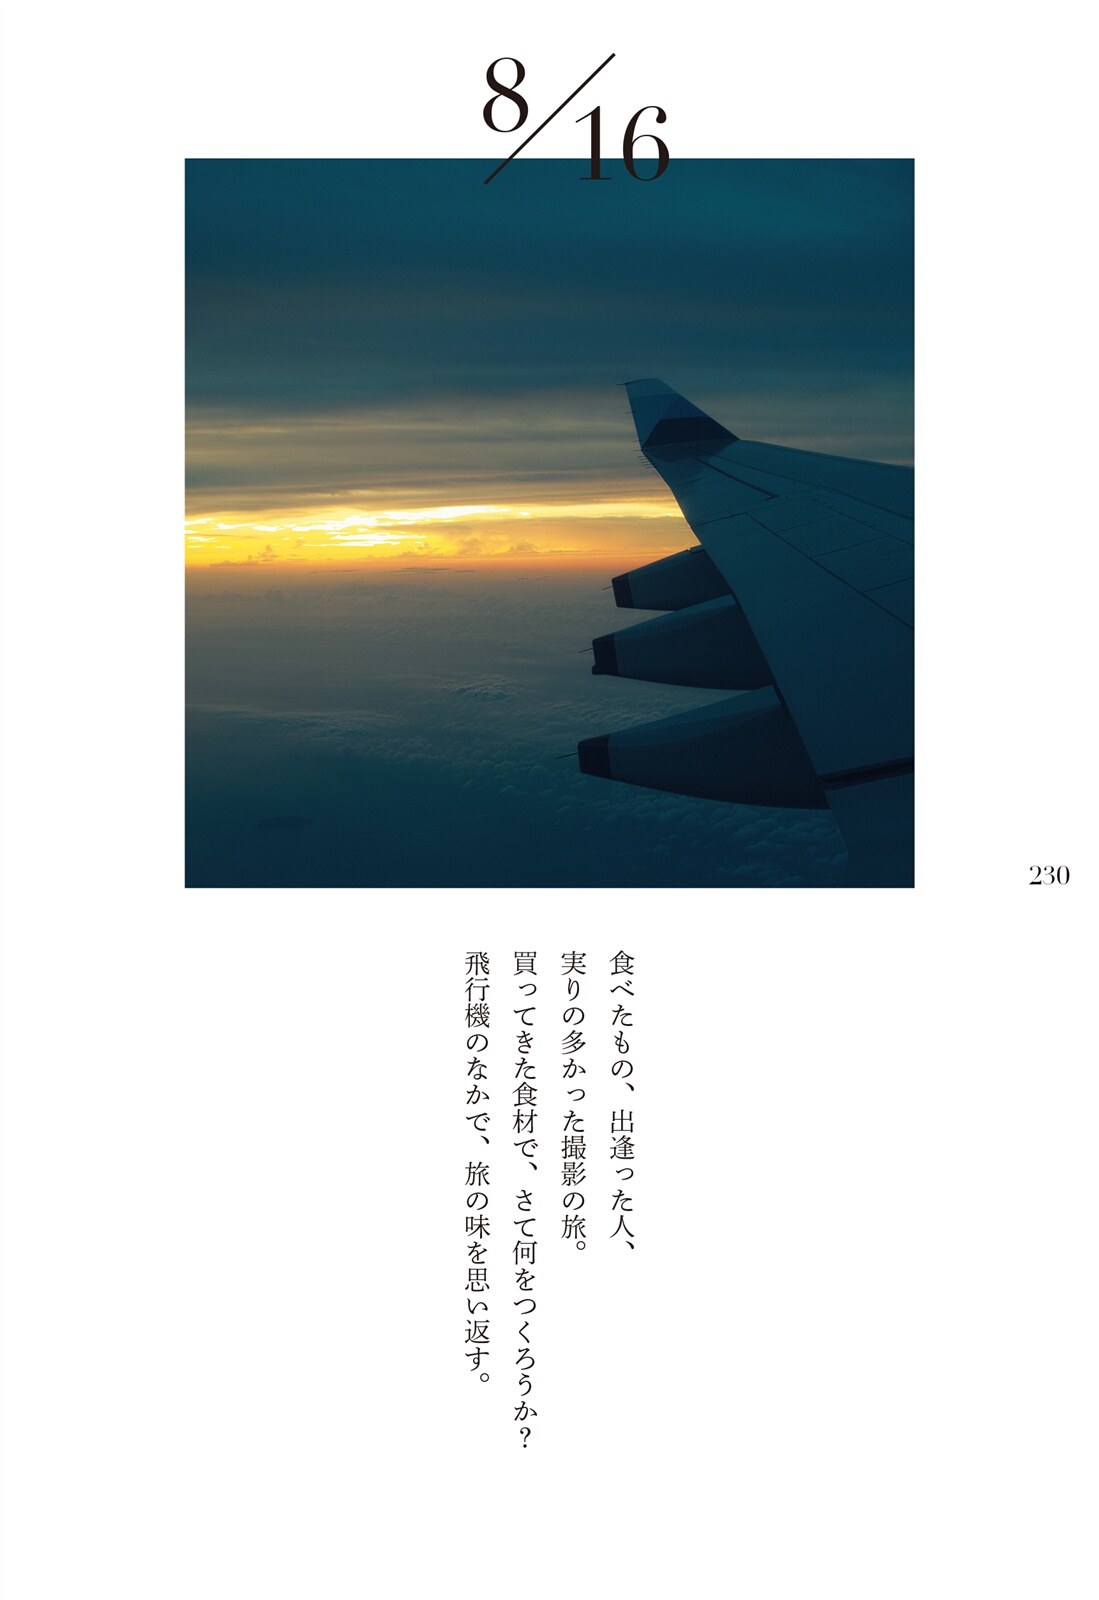 8/16
230
食べたもの、出逢った人、
実りの多かった撮影の旅。
買ってきた食材で、さて何をつくろうか?
飛行機のなかで、旅の味を思い返す。